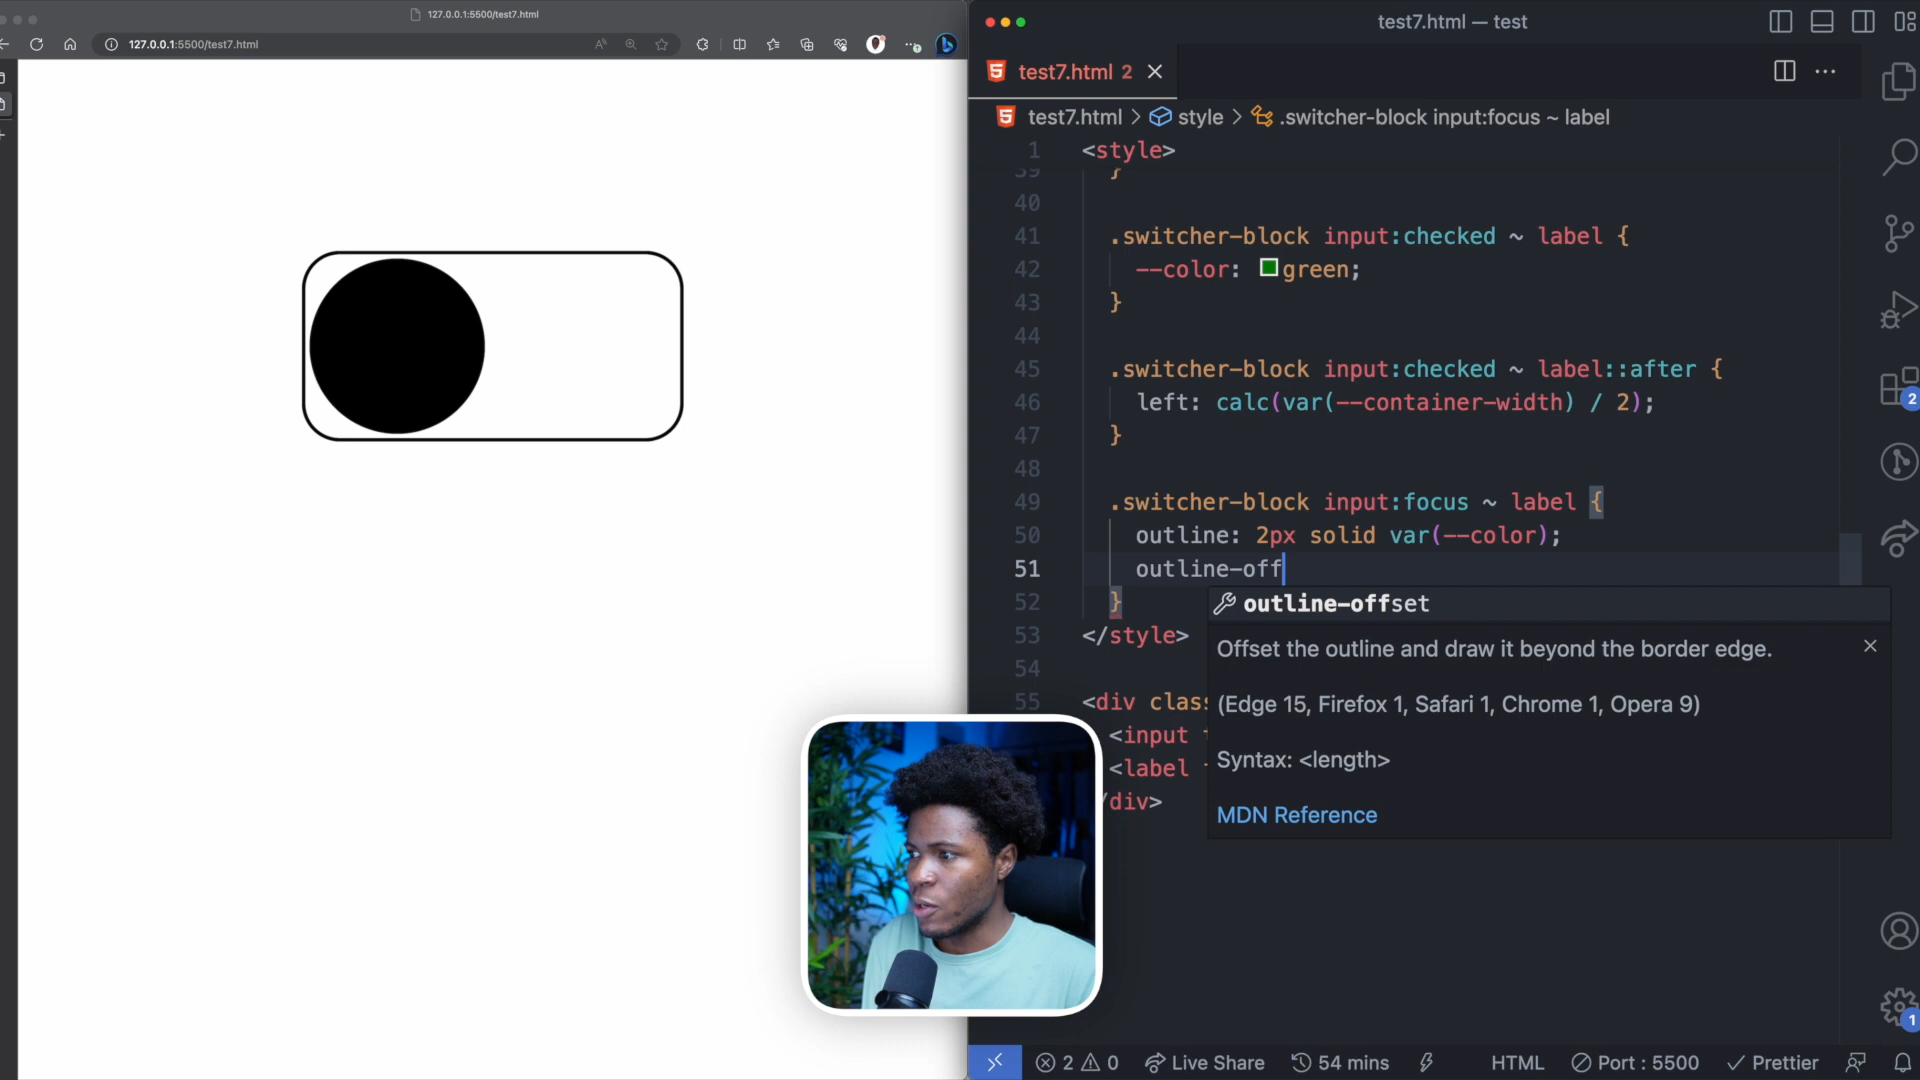 127.0.0.1:5500/test7.html
127.0.0.1:5500/test7.html
test7.html — test
test7.html 2
test7.html > style > .switcher-block input:focus ~ label
1 <style>
39 }
40
41 .switcher-block input:checked ~ label {
42 --color: green;
43 }
44
45 .switcher-block input:checked ~ label::after {
46 left: calc(var(--container-width) / 2);
47 }
48
49 .switcher-block input:focus ~ label {
50 outline: 2px solid var(--color);
51 outline-off
52 }
outline-offset
53 </style>
Offset the outline and draw it beyond the border edge.
54
55 <div clas
(Edge 15, Firefox 1, Safari 1, Chrome 1, Opera 9)
<input
Syntax: <length>
<label
/div>
MDN Reference
2
1
2 0 Live Share 54 mins HTML Port : 5500 Prettier